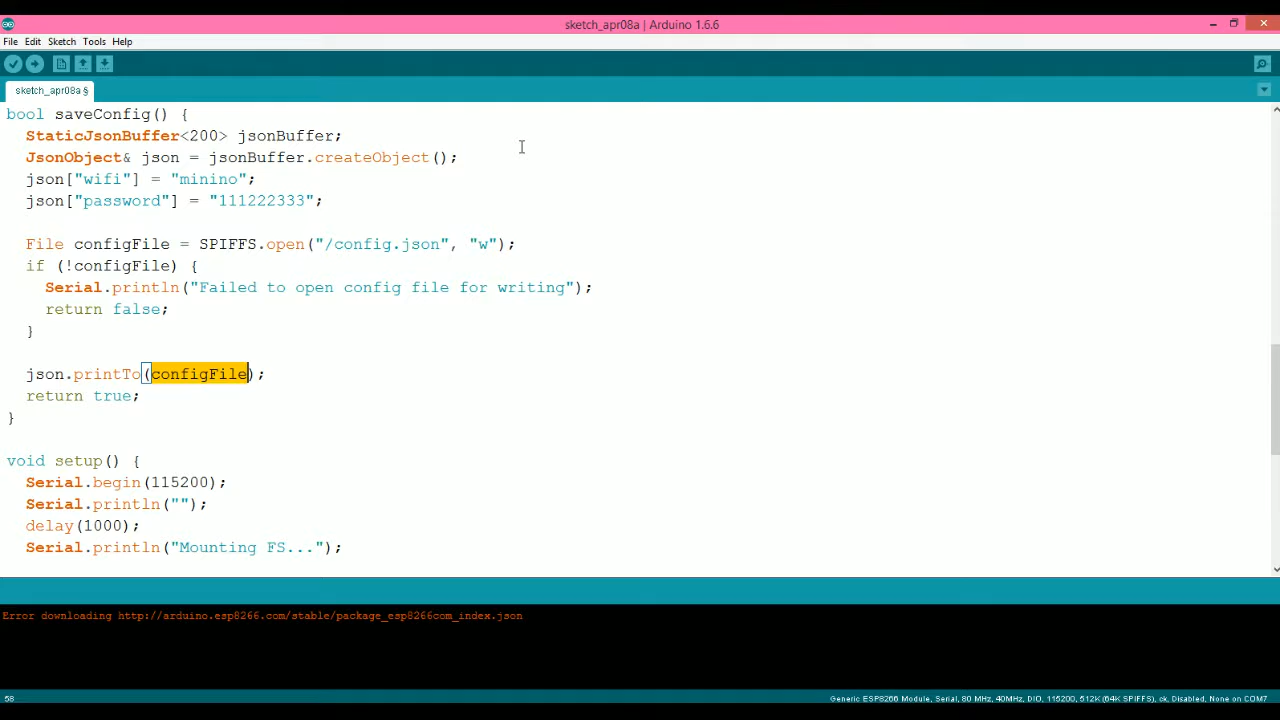 sketch_apr08a | Arduino 1.6.6
File Edit Sketch Tools Help
sketch_apr08a §
bool saveConfig() {
  StaticJsonBuffer<200> jsonBuffer;
  JsonObject& json = jsonBuffer.createObject();
  json["wifi"] = "minino";
  json["password"] = "111222333";

  File configFile = SPIFFS.open("/config.json", "w");
  if (!configFile) {
    Serial.println("Failed to open config file for writing");
    return false;
  }

  json.printTo(configFile);
  return true;
}

void setup() {
  Serial.begin(115200);
  Serial.println("");
  delay(1000);
  Serial.println("Mounting FS...");
Error downloading http://arduino.esp8266.com/stable/package_esp8266com_index.json
58
Generic ESP8266 Module, Serial, 80 MHz, 40MHz, DIO, 115200, 512K (64K SPIFFS), ck, Disabled, None on COM7